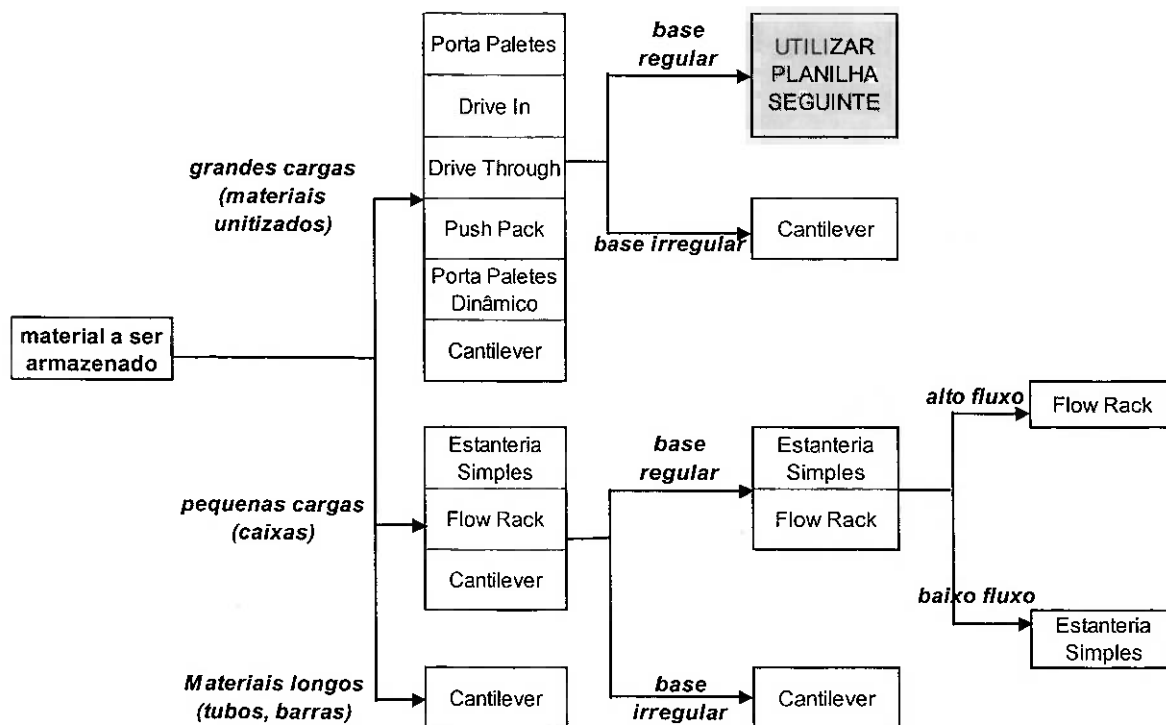 material a ser
armazenado
grandes cargas
(materiais
unitizados)
Porta Paletes
Drive In
Drive Through
Push Pack
Porta Paletes
Dinâmico
Cantilever
base
regular
UTILIZAR
PLANILHA
SEGUINTE
base irregular
Cantilever
pequenas cargas
(caixas)
Estanteria
Simples
Flow Rack
Cantilever
base
regular
Estanteria
Simples
Flow Rack
alto fluxo
Flow Rack
baixo fluxo
Estanteria
Simples
base
irregular
Cantilever
Materiais longos
(tubos, barras)
Cantilever